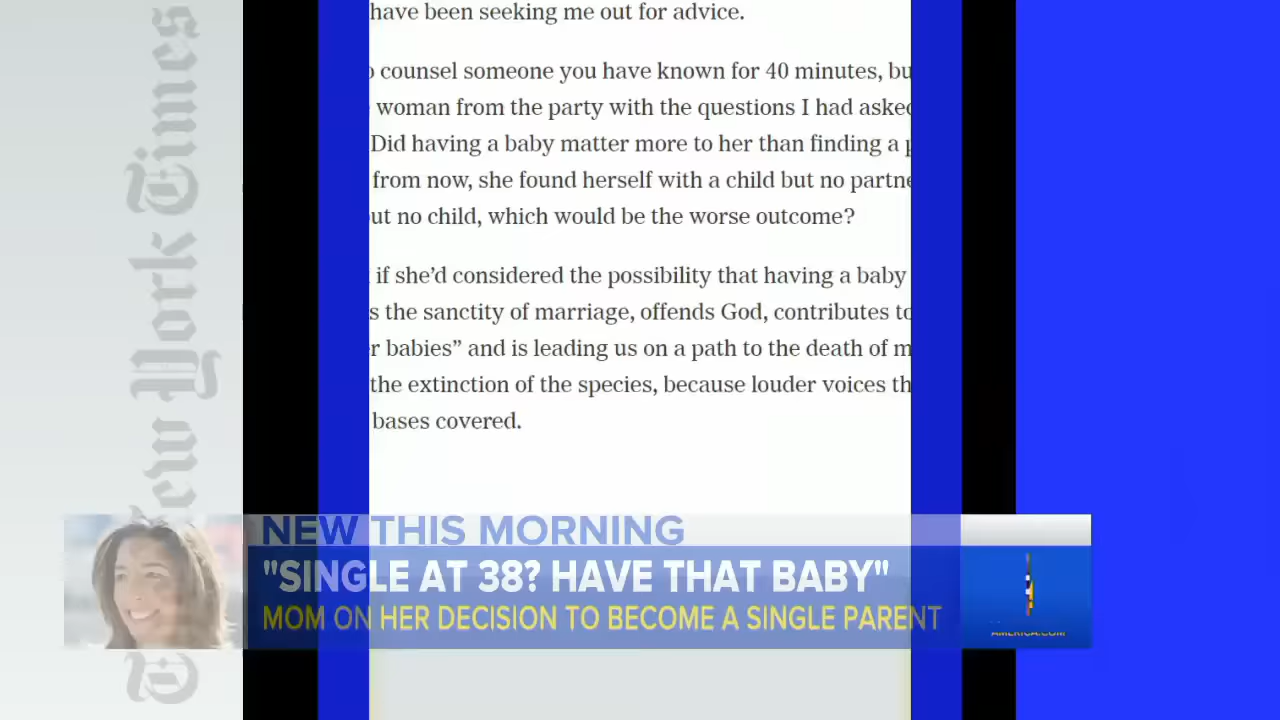 have been seeking me out for advice.
counsel someone you have known for 40 minutes, bu
woman from the party with the questions I had asked
Did having a baby matter more to her than finding a
from now, she found herself with a child but no partne
ut no child, which would be the worse outcome?
if she’d considered the possibility that having a baby
s the sanctity of marriage, offends God, contributes to
r babies” and is leading us on a path to the death of m
the extinction of the species, because louder voices th
bases covered.
New York Times
NEW THIS MORNING
"SINGLE AT 38? HAVE THAT BABY"
MOM ON HER DECISION TO BECOME A SINGLE PARENT
AMERICA.COM